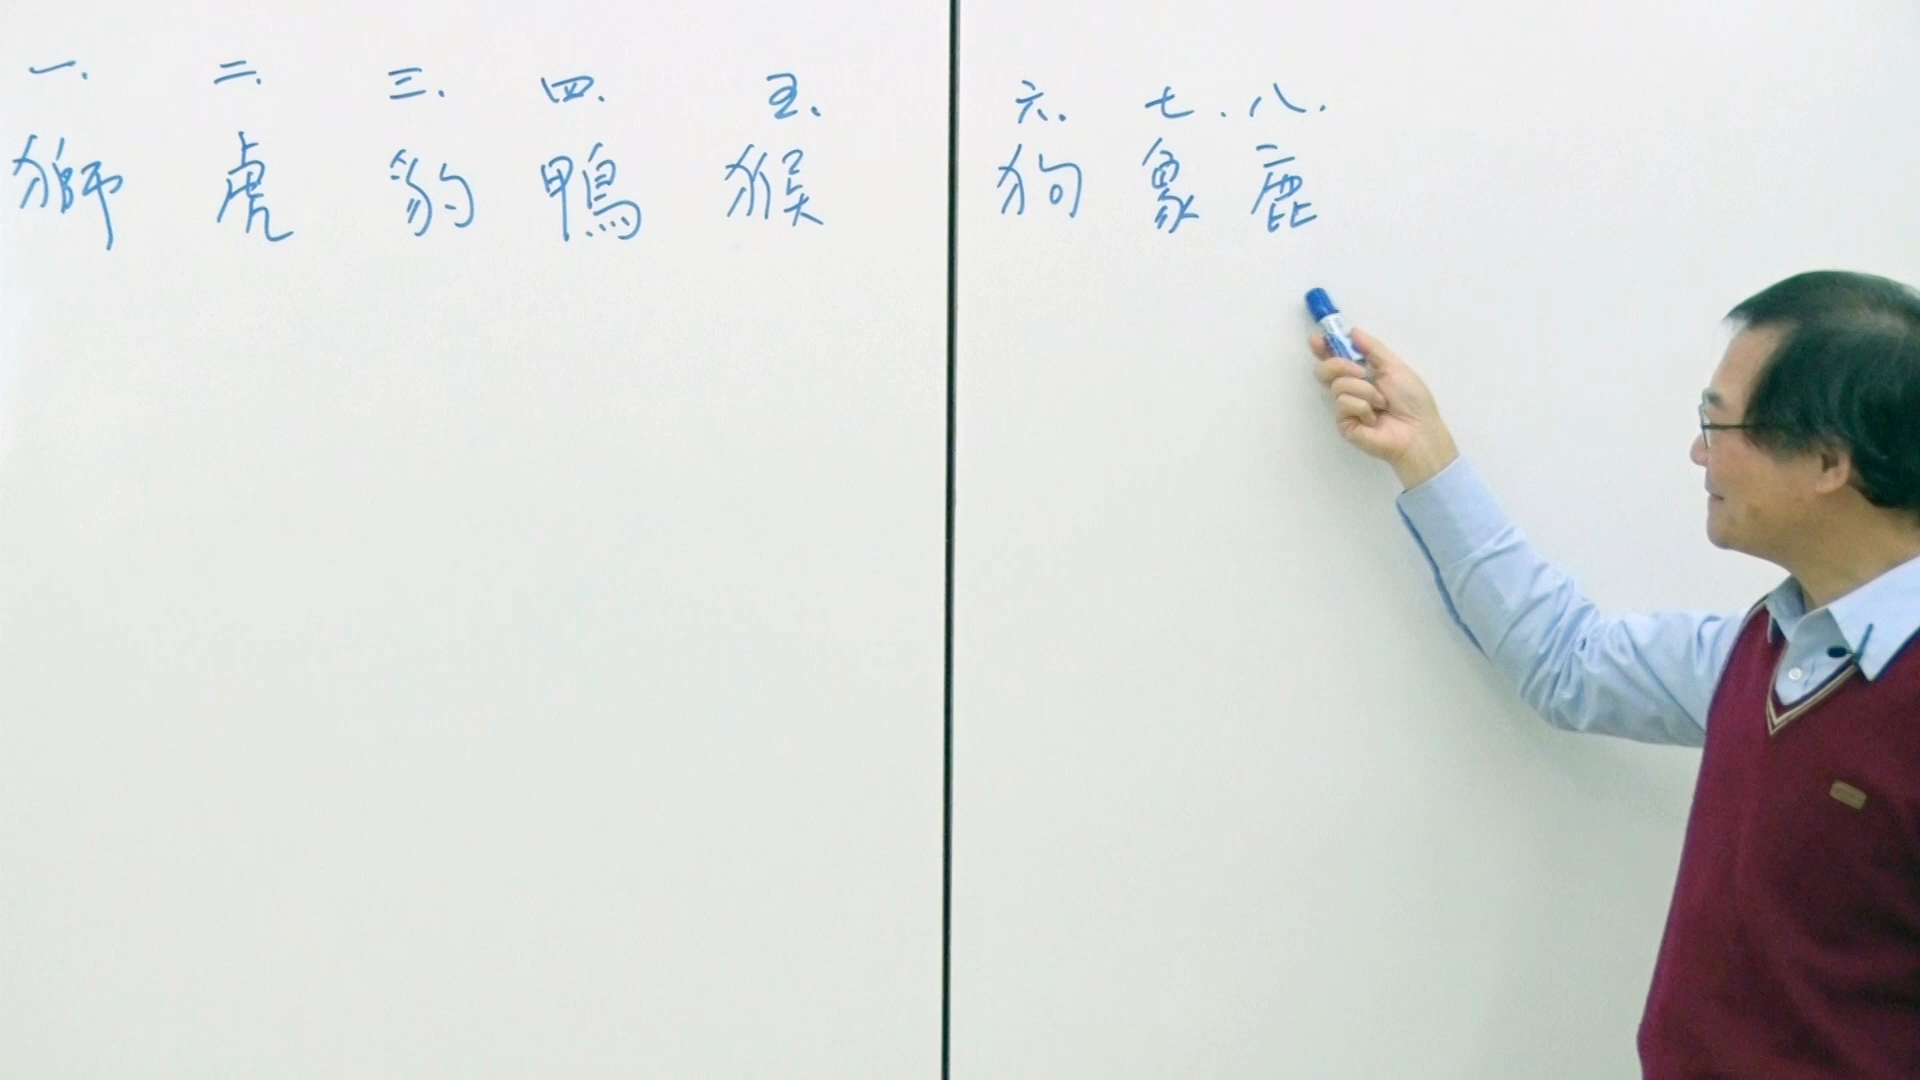 一. 二. 三. 四. 五. 六. 七. 八.
獅 虎 豹 鴨 猴 狗 象 鹿